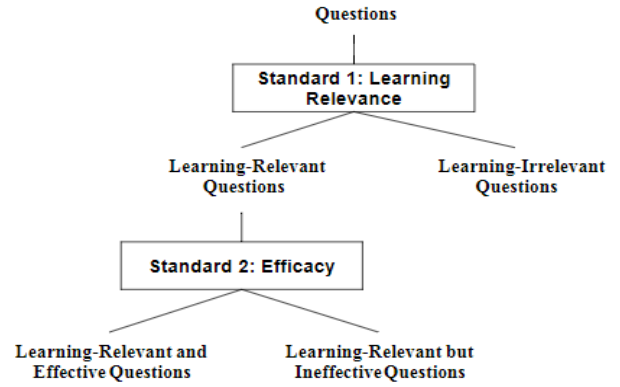 Questions
Standard 1: Learning
Relevance
Learning-Relevant
Questions
Learning-Irrelevant
Questions
Standard 2: Efficacy
Learning-Relevant and
Effective Questions
Learning-Relevant but
Ineffective Questions